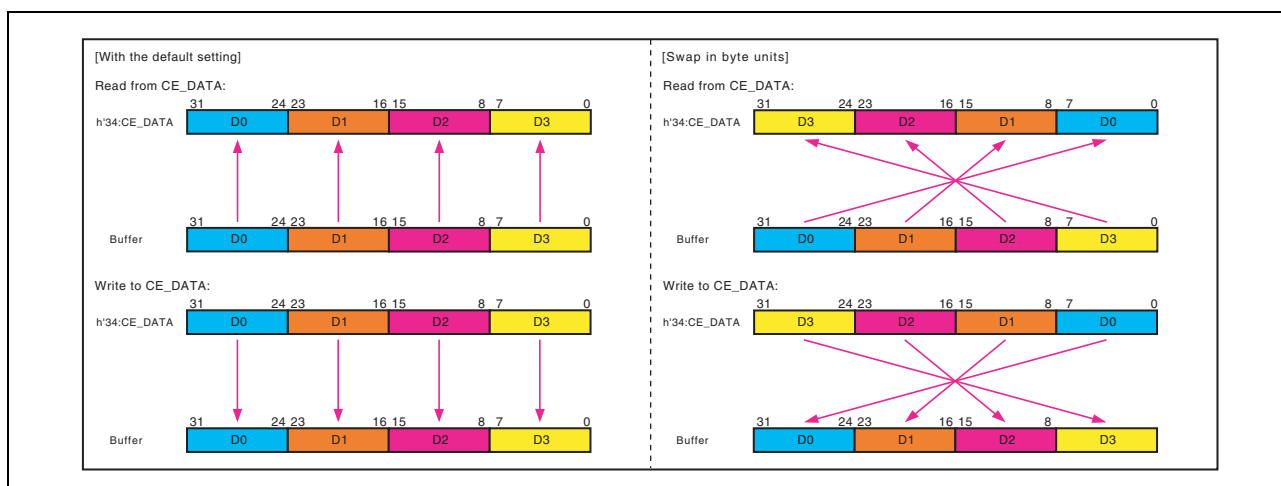 [With the default setting]
Read from CE_DATA:
31 24 23 16 15 8 7 0
h'34:CE_DATA D0 D1 D2 D3
31 24 23 16 15 8 7 0
Buffer D0 D1 D2 D3
Write to CE_DATA:
31 24 23 16 15 8 7 0
h'34:CE_DATA D0 D1 D2 D3
31 24 23 16 15 8 7 0
Buffer D0 D1 D2 D3
[Swap in byte units]
Read from CE_DATA:
31 24 23 16 15 8 7 0
h'34:CE_DATA D3 D2 D1 D0
31 24 23 16 15 8 7 0
Buffer D0 D1 D2 D3
Write to CE_DATA:
31 24 23 16 15 8 7 0
h'34:CE_DATA D3 D2 D1 D0
31 24 23 16 15 8
Buffer D0 D1 D2 D3